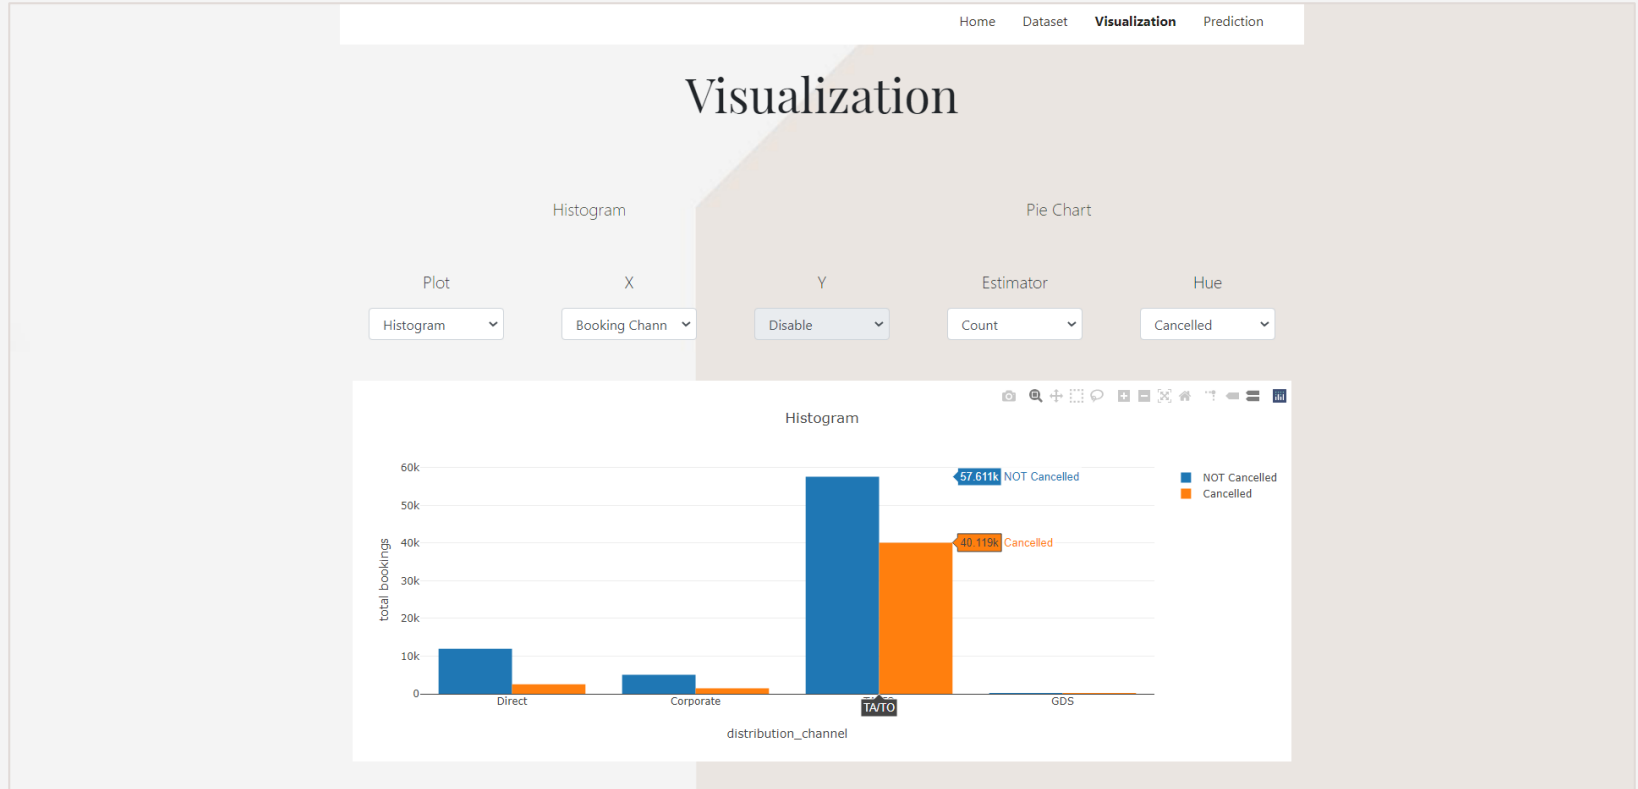 Home Dataset Visualization Prediction
Visualization
Histogram Pie Chart
Plot X Y Estimator Hue
Histogram Booking Chann Disable Count Cancelled
Histogram
60k
50k
40k
30k
20k
10k
0
total bookings
57.611k NOT Cancelled
40.119k Cancelled
NOT Cancelled
Cancelled
Direct Corporate TA/TO GDS
distribution_channel